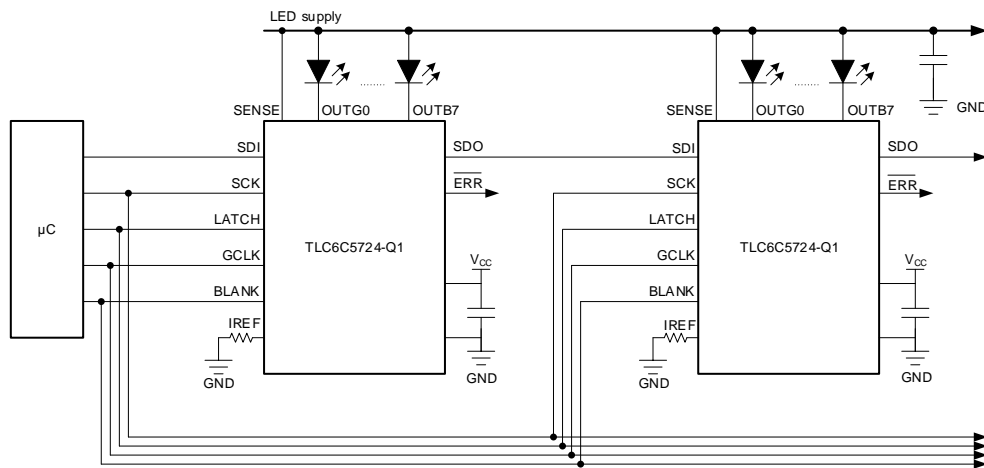 LED supply
SENSE
OUTG0
OUTB7
SENSE
OUTG0
OUTB7
GND
SDI
SDO
SDI
SDO
SCK
ERR
SCK
ERR
LATCH
LATCH
µC
TLC6C5724-Q1
TLC6C5724-Q1
GCLK
VCC
GCLK
VCC
BLANK
BLANK
IREF
IREF
GND
GND
GND
GND